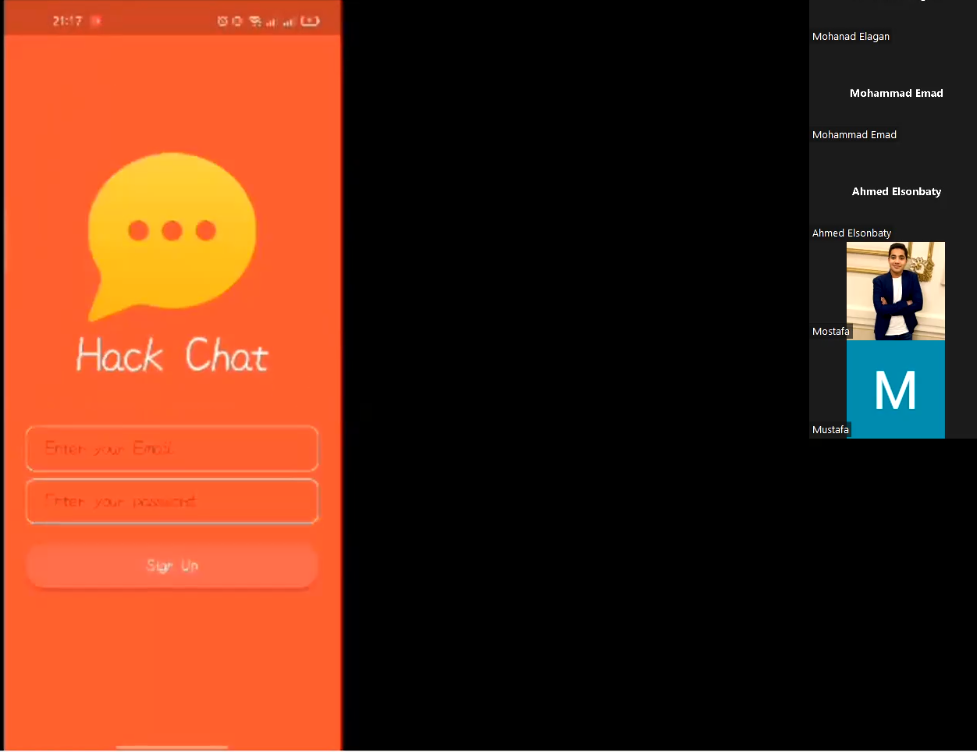 21:17
Hack Chat
Enter your Email
Enter your password
Sign Up
Mohanad Elagan
Mohammad Emad
Mohammad Emad
Ahmed Elsonbaty
Ahmed Elsonbaty
Mostafa
M
Mustafa